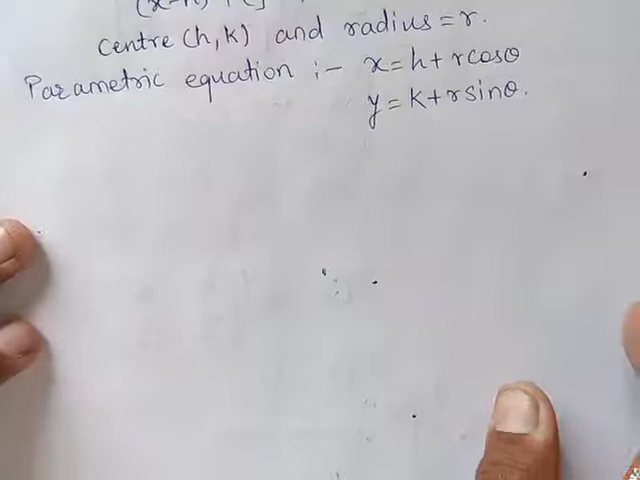 centre (h, k) and radius = r.
Parametric equation :- x = h + r cosθ
y = k + r sinθ.